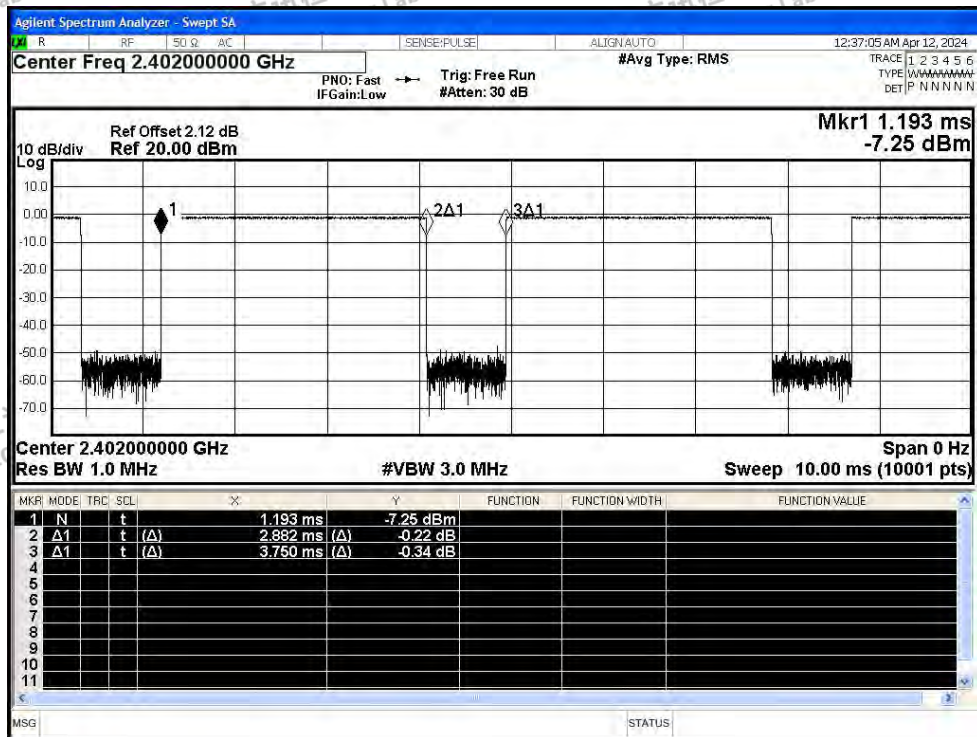 Agilent Spectrum Analyzer - Swept SA
LXI R RF 50 Ω AC SENSE:PULSE ALIGN AUTO 12:37:05 AM Apr 12, 2024
Center Freq 2.402000000 GHz #Avg Type: RMS TRACE 1 2 3 4 5 6
PNO: Fast Trig: Free Run TYPE WWWWWW
IFGain:Low #Atten: 30 dB DET P N N N N N
Mkr1 1.193 ms
Ref Offset 2.12 dB
10 dB/div Ref 20.00 dBm -7.25 dBm
Log
10.0
0.00
1 2Δ1 3Δ1
-10.0
-20.0
-30.0
-40.0
-50.0
-60.0
-70.0
Center 2.402000000 GHz Span 0 Hz
Res BW 1.0 MHz #VBW 3.0 MHz Sweep 10.00 ms (10001 pts)
MKR MODE TRC SCL X Y FUNCTION FUNCTION WIDTH FUNCTION VALUE
1 N t 1.193 ms -7.25 dBm
2 Δ1 t (Δ) 2.882 ms (Δ) -0.22 dB
3 Δ1 t (Δ) 3.750 ms (Δ) -0.34 dB
4
5
6
7
8
9
10
11
MSG STATUS